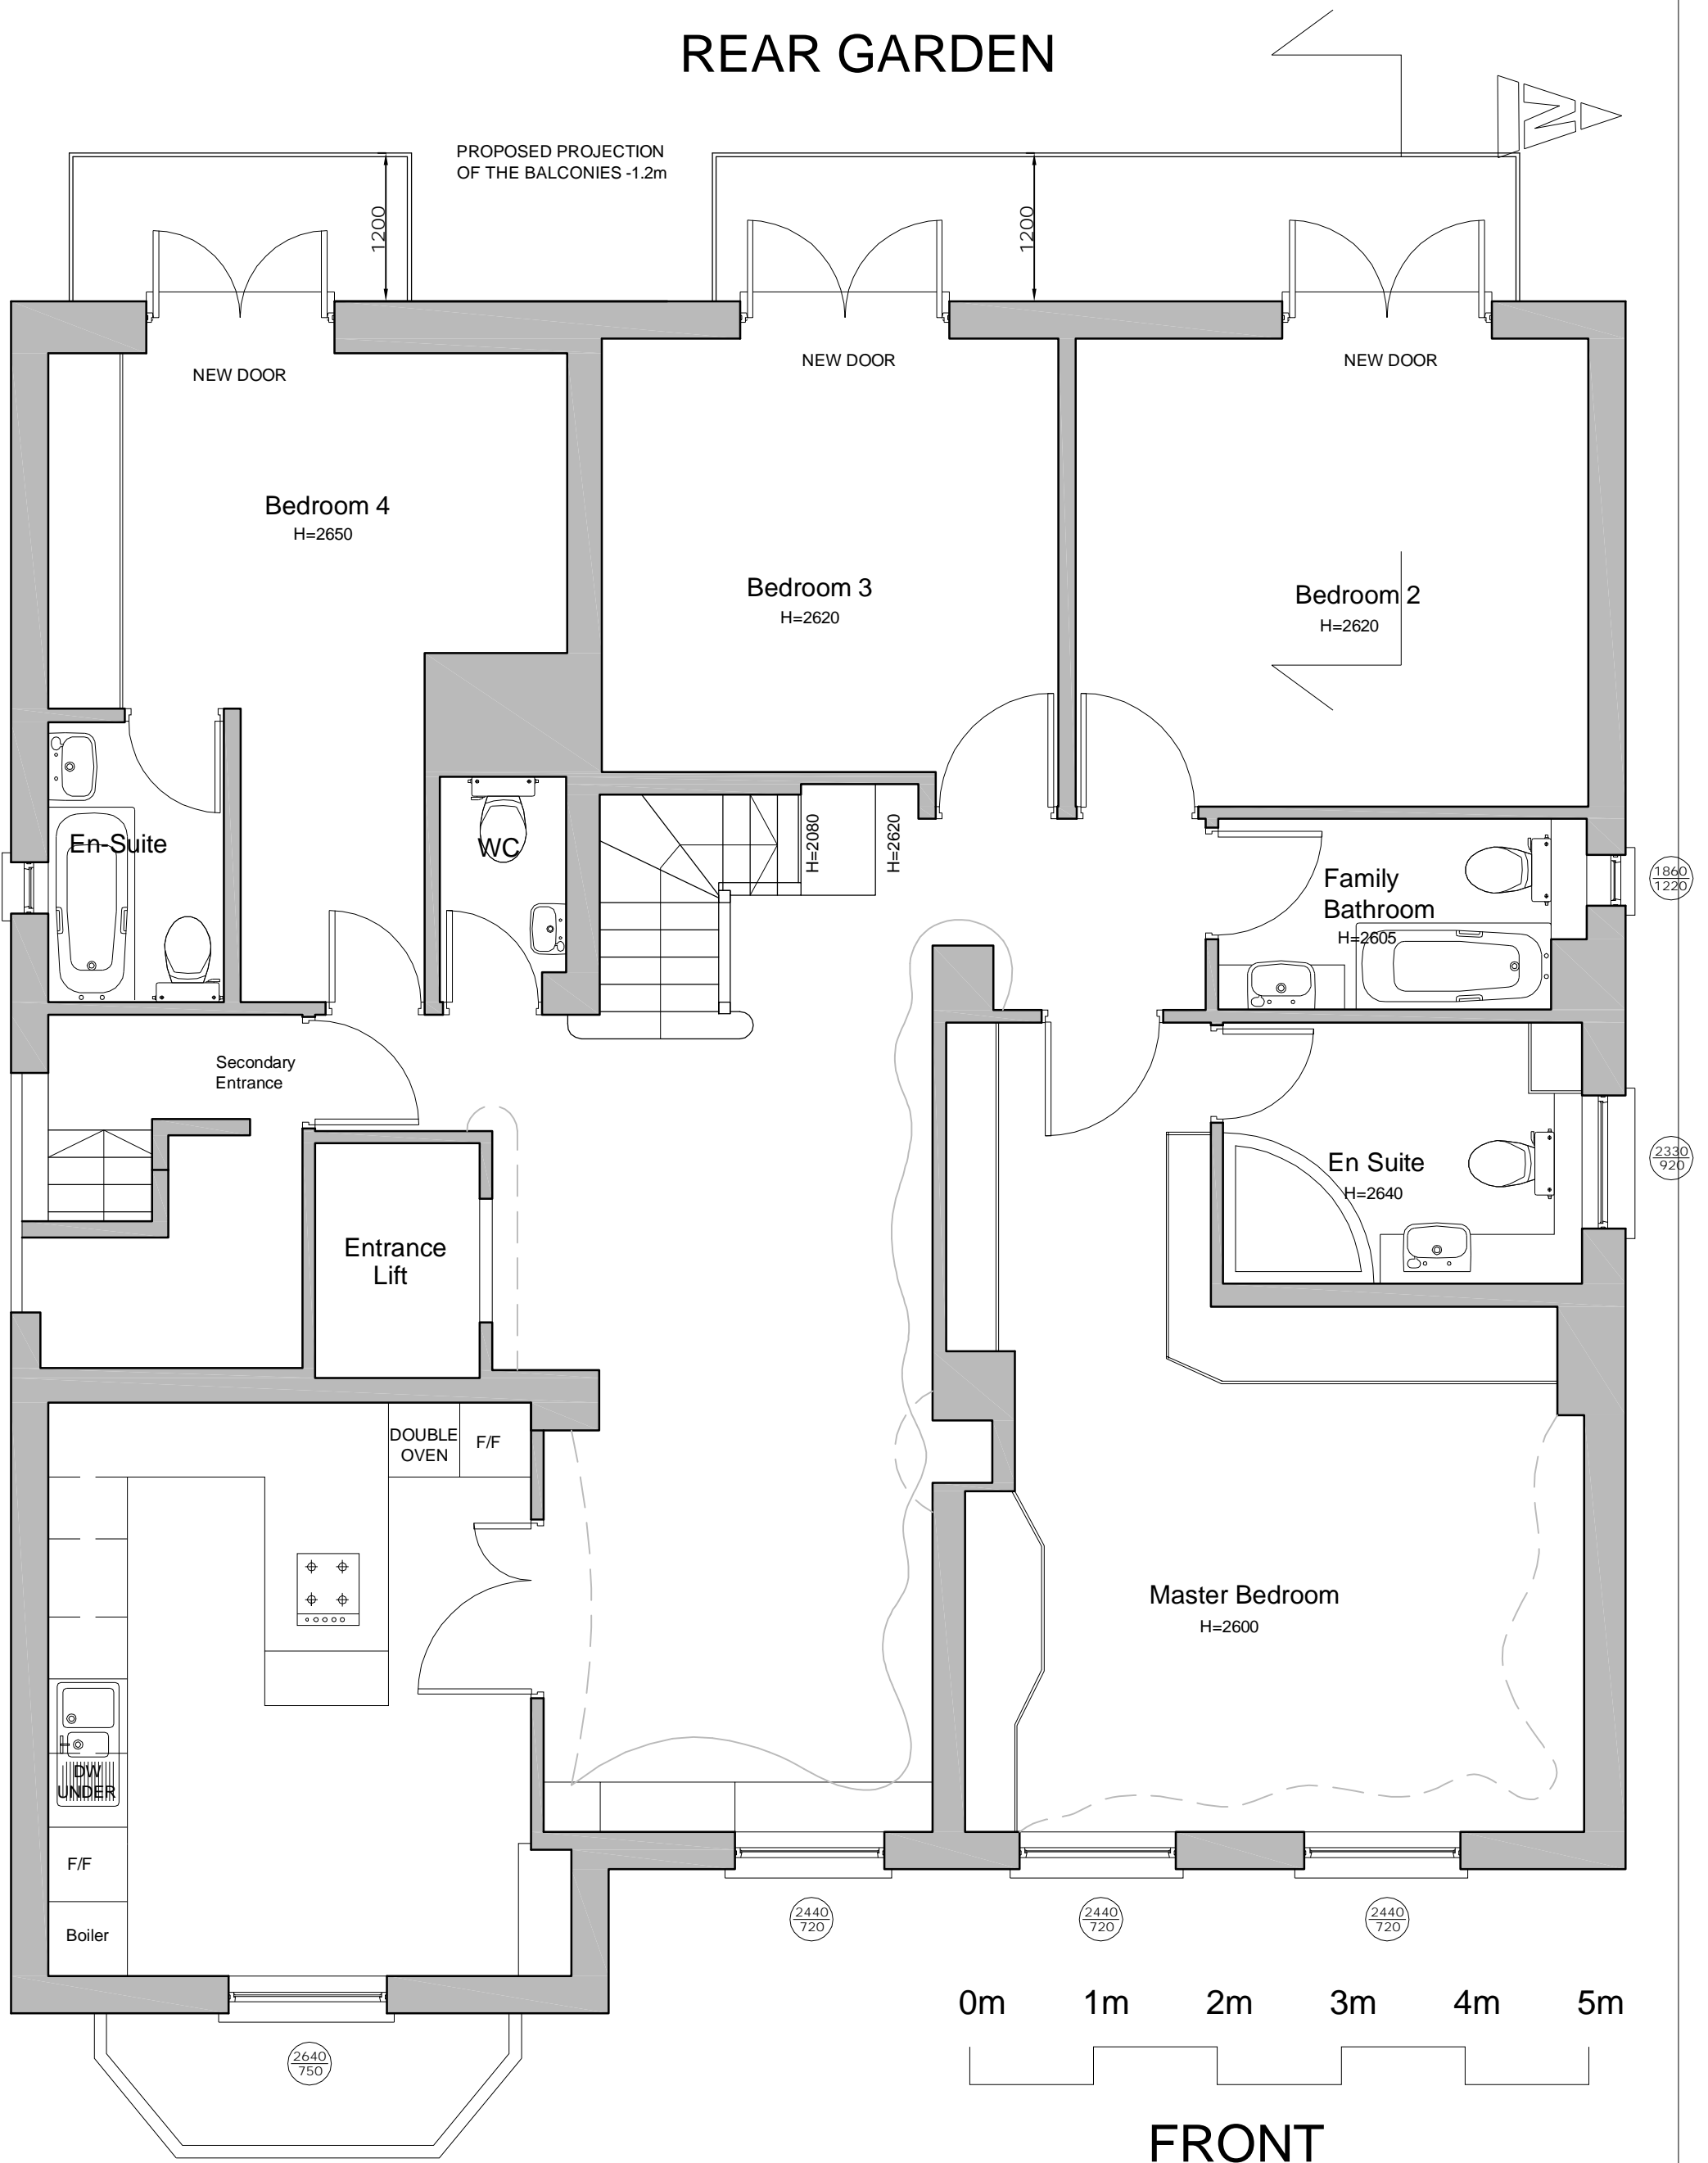 REAR GARDEN
N
PROPOSED PROJECTION
OF THE BALCONIES -1.2m
1200
1200
NEW DOOR
NEW DOOR
NEW DOOR
Bedroom 4
H=2650
Bedroom 3
H=2620
Bedroom 2
H=2620
En-Suite
WC
H=2080
H=2620
Family
Bathroom
H=2605
1860
1220
Secondary
Entrance
En Suite
H=2640
2330
920
Entrance
Lift
DOUBLE
OVEN
F/F
Master Bedroom
H=2600
DW
UNDER
F/F
Boiler
2440
720
2440
720
2440
720
0m 1m 2m 3m 4m 5m
2640
750
FRONT